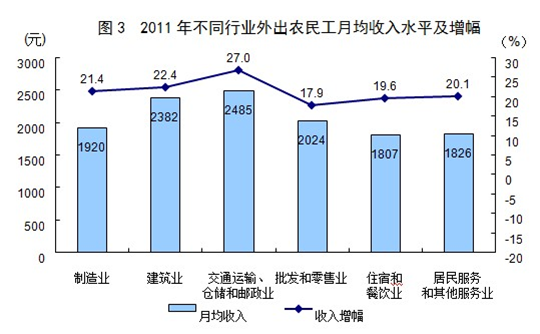 图 3 2011 年不同行业外出农民工月均收入水平及增幅
(元) (%)
3000
2500
2000
1500
1000
500
0
30
25
20
15
10
5
0
-5
-10
-15
-20
21.4 22.4 27.0 17.9 19.6 20.1
1920 2382 2485 2024 1807 1826
制造业 建筑业 交通运输、 批发和零售业 住宿和 居民服务
仓储和邮政业 餐饮业 和其他服务业
月均收入 收入增幅